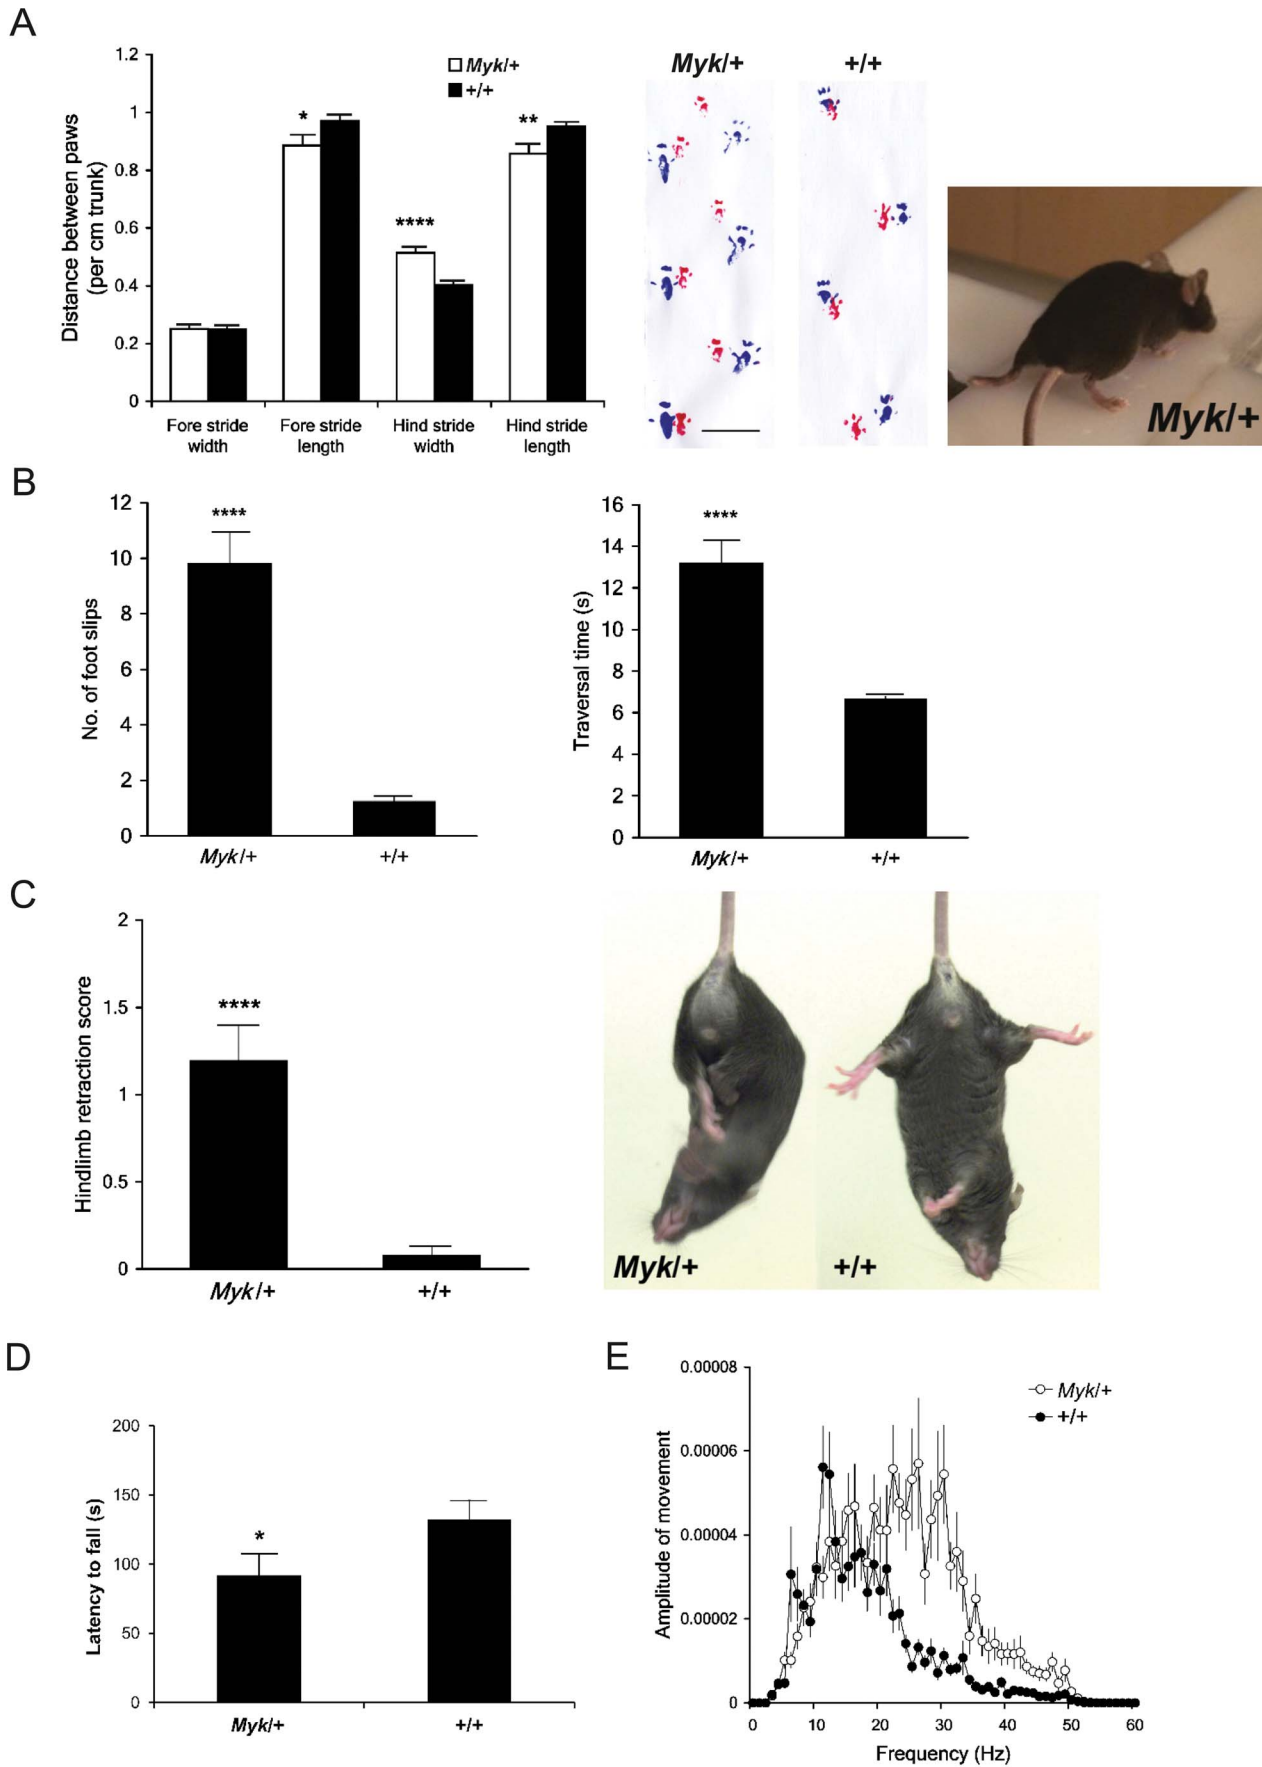 A
1.2
1
0.8
0.6
0.4
0.2
0
Distance between paws
(per cm trunk)
Myk/+
+/+
*
****
**
Fore stride
width
Fore stride
length
Hind stride
width
Hind stride
length
Myk/+
+/+
Myk/+
B
12
10
8
6
4
2
0
No. of foot slips
****
Myk/+
+/+
16
14
12
10
8
6
4
2
0
Traversal time (s)
****
Myk/+
+/+
C
2
1.5
1
0.5
0
Hindlimb retraction score
****
Myk/+
+/+
Myk/+
+/+
D
200
150
100
50
0
Latency to fall (s)
*
Myk/+
+/+
E
0.00008
0.00006
0.00004
0.00002
0
Amplitude of movement
Myk/+
+/+
0 10 20 30 40 50 60
Frequency (Hz)